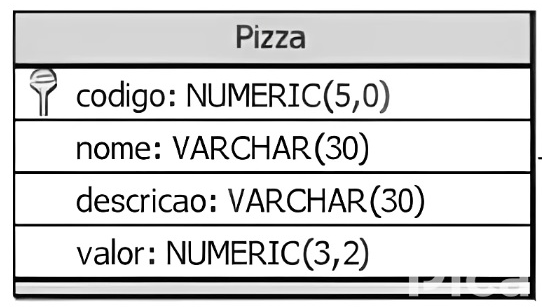 Pizza
codigo: NUMERIC(5,0)
nome: VARCHAR(30)
descricao: VARCHAR(30)
valor: NUMERIC(3,2)